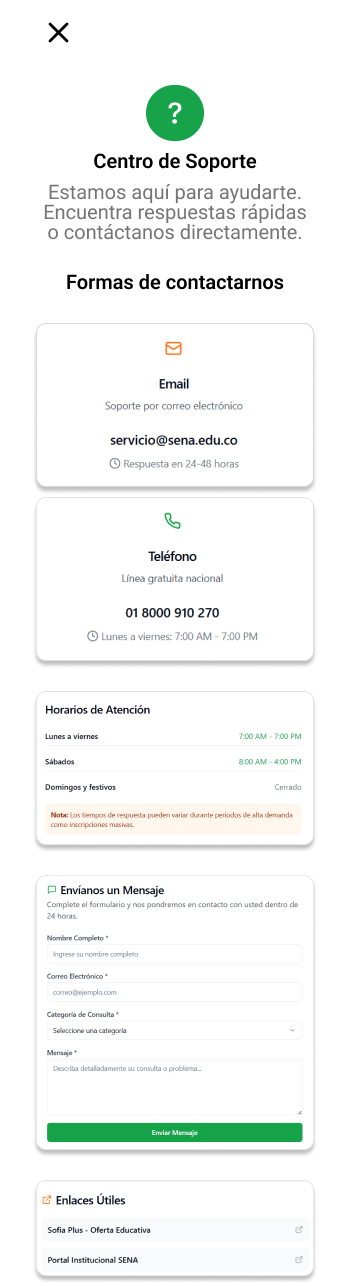 ?
Centro de Soporte
Estamos aquí para ayudarte.
Encuentra respuestas rápidas
o contáctanos directamente.
Formas de contactarnos
Email
Soporte por correo electrónico
servicio@sena.edu.co
Respuesta en 24-48 horas
Teléfono
Línea gratuita nacional
01 8000 910 270
Lunes a viernes: 7:00 AM - 7:00 PM
Horarios de Atención
Lunes a viernes 7:00 AM - 7:00 PM
Sábados 8:00 AM - 4:00 PM
Domingos y festivos Cerrado
Nota: Los tiempos de respuesta pueden variar durante periodos de alta demanda
como inscripciones masivas.
Envíanos un Mensaje
Complete el formulario y nos pondremos en contacto con usted dentro de
24 horas.
Nombre Completo *
Ingrese su nombre completo
Correo Electrónico *
correo@ejemplo.com
Categoría de Consulta *
Seleccione una categoría
Mensaje *
Describa detalladamente su consulta o problema...
Enviar Mensaje
Enlaces Útiles
Sofia Plus - Oferta Educativa
Portal Institucional SENA